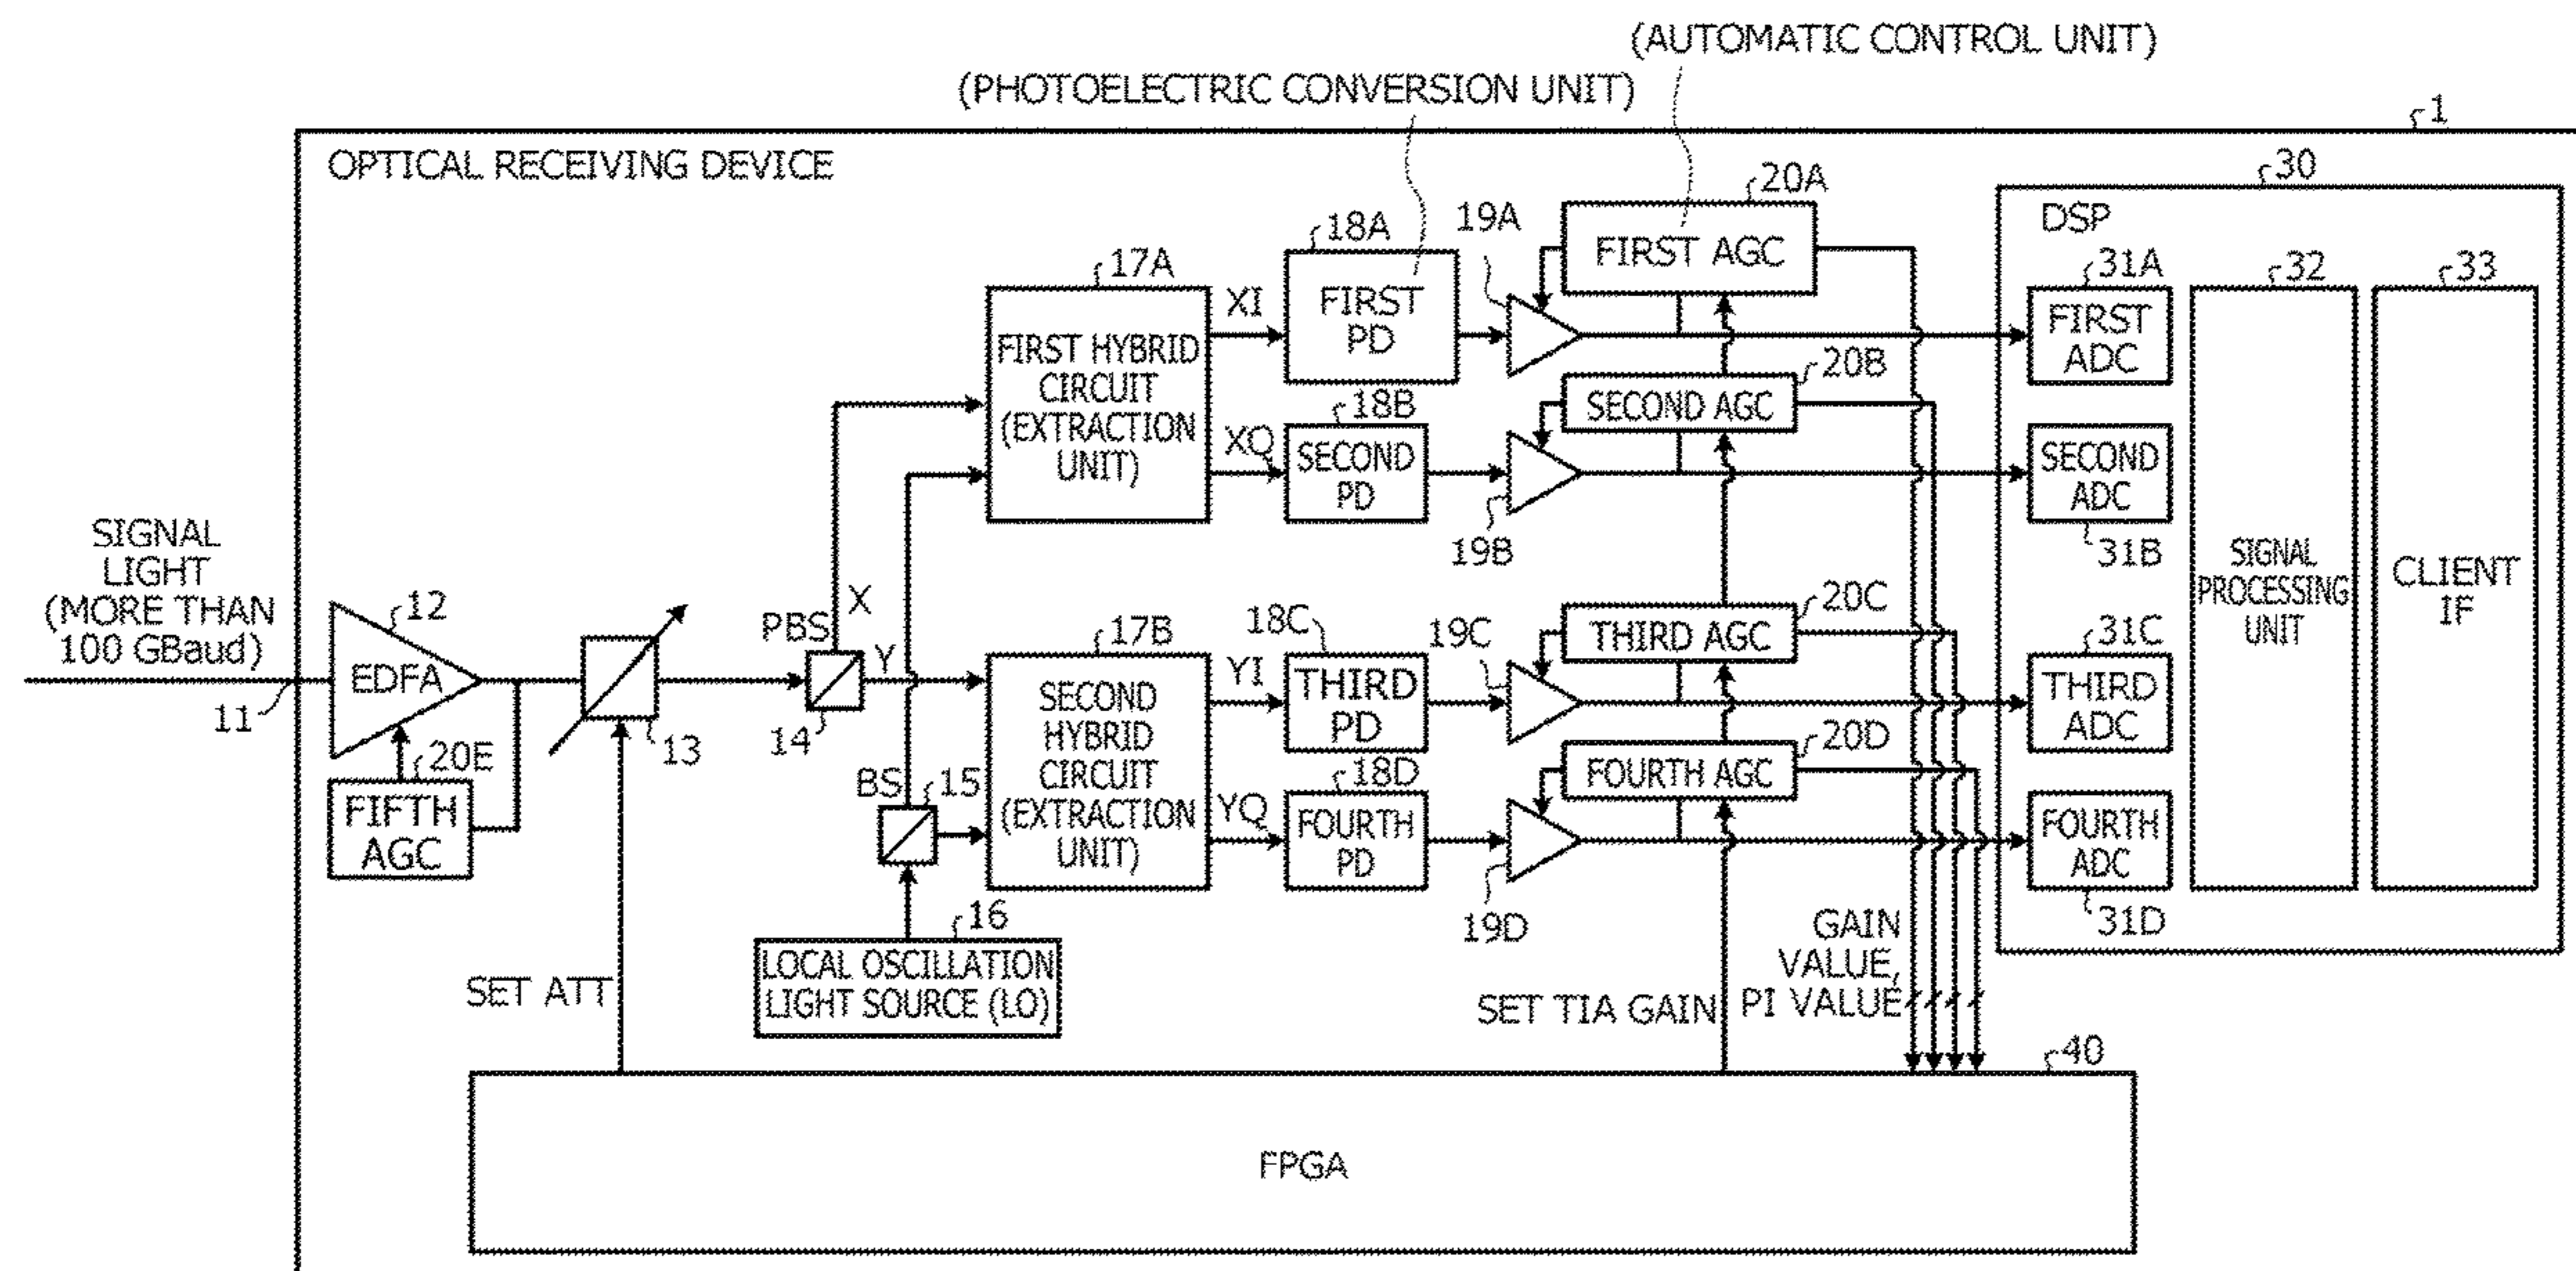 (AUTOMATIC CONTROL UNIT)
(PHOTOELECTRIC CONVERSION UNIT)
1
OPTICAL RECEIVING DEVICE
30
DSP
20A
FIRST AGC
19A
18A
FIRST
PD
17A
FIRST HYBRID
CIRCUIT
(EXTRACTION
UNIT)
XI
XQ
31A
FIRST
ADC
32
SIGNAL
PROCESSING
UNIT
33
CLIENT
IF
20B
SECOND AGC
18B
SECOND
PD
19B
SECOND
ADC
31B
SIGNAL
LIGHT
(MORE THAN
100 GBaud)
11
12
EDFA
20E
FIFTH
AGC
13
PBS
X
Y
14
BS
15
16
LOCAL OSCILLATION
LIGHT SOURCE (LO)
17B
SECOND
HYBRID
CIRCUIT
(EXTRACTION
UNIT)
YI
YQ
18C
THIRD
PD
19C
20C
THIRD AGC
31C
THIRD
ADC
18D
FOURTH
PD
19D
20D
FOURTH AGC
FOURTH
ADC
31D
SET ATT
SET TIA GAIN
GAIN
VALUE,
PI VALUE
40
FPGA